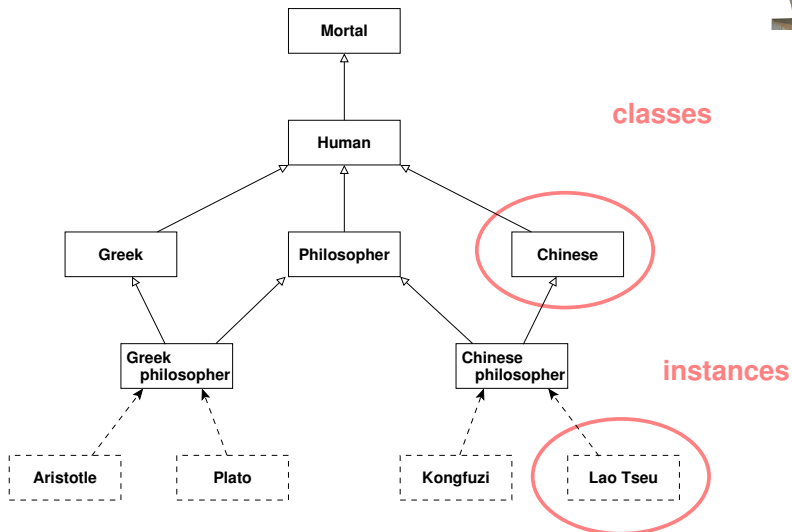 Mortal
classes
Human
Greek
Philosopher
Chinese
Greek
philosopher
Chinese
philosopher
instances
Aristotle
Plato
Kongfuzi
Lao Tseu